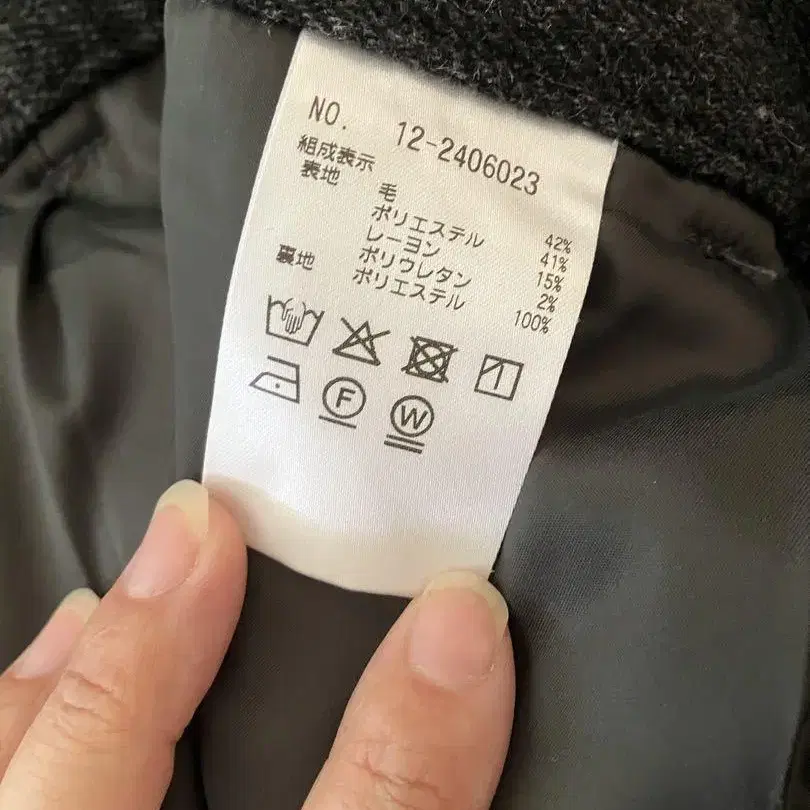 NO. 12-2406023
組成表示
表地 毛 42%
ポリエステル 41%
レーヨン 15%
ポリウレタン 2%
裏地 ポリエステル 100%
F
W